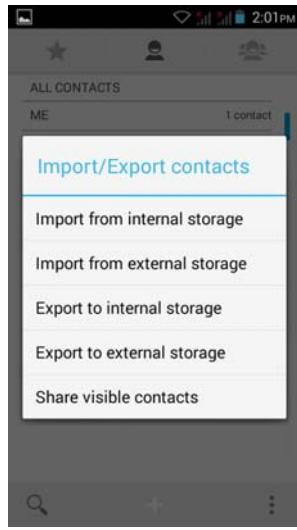 2:01PM
ALL CONTACTS
ME 1 contact
Import/Export contacts
Import from internal storage
Import from external storage
Export to internal storage
Export to external storage
Share visible contacts